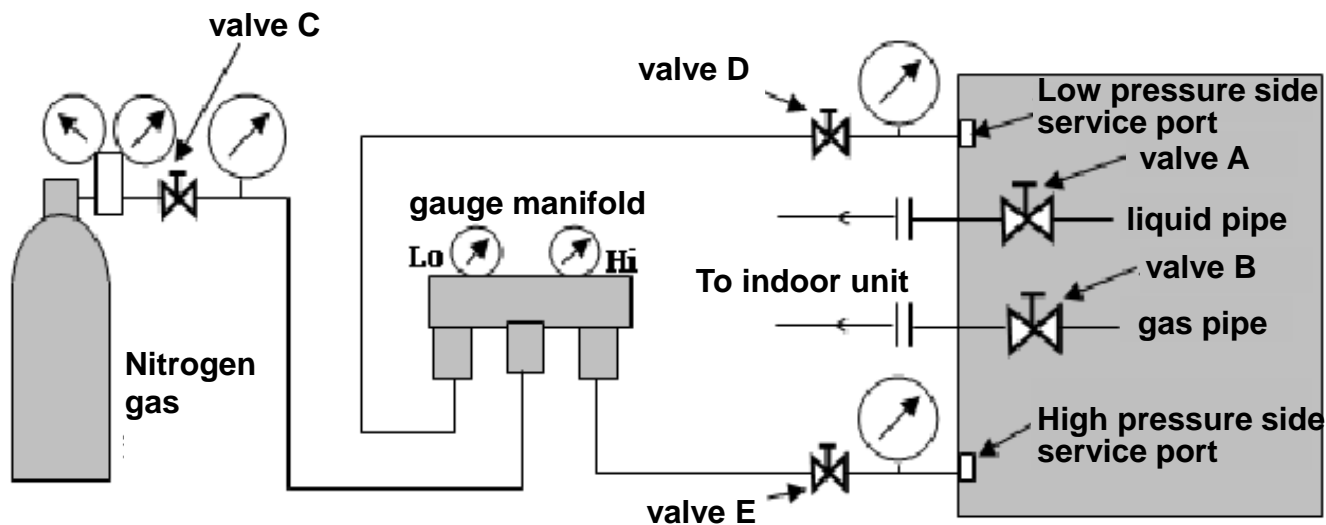 valve C
valve D
Low pressure side
service port
valve A
gauge manifold
liquid pipe
Lo
Hi
valve B
To indoor unit
gas pipe
Nitrogen
gas
High pressure side
service port
valve E